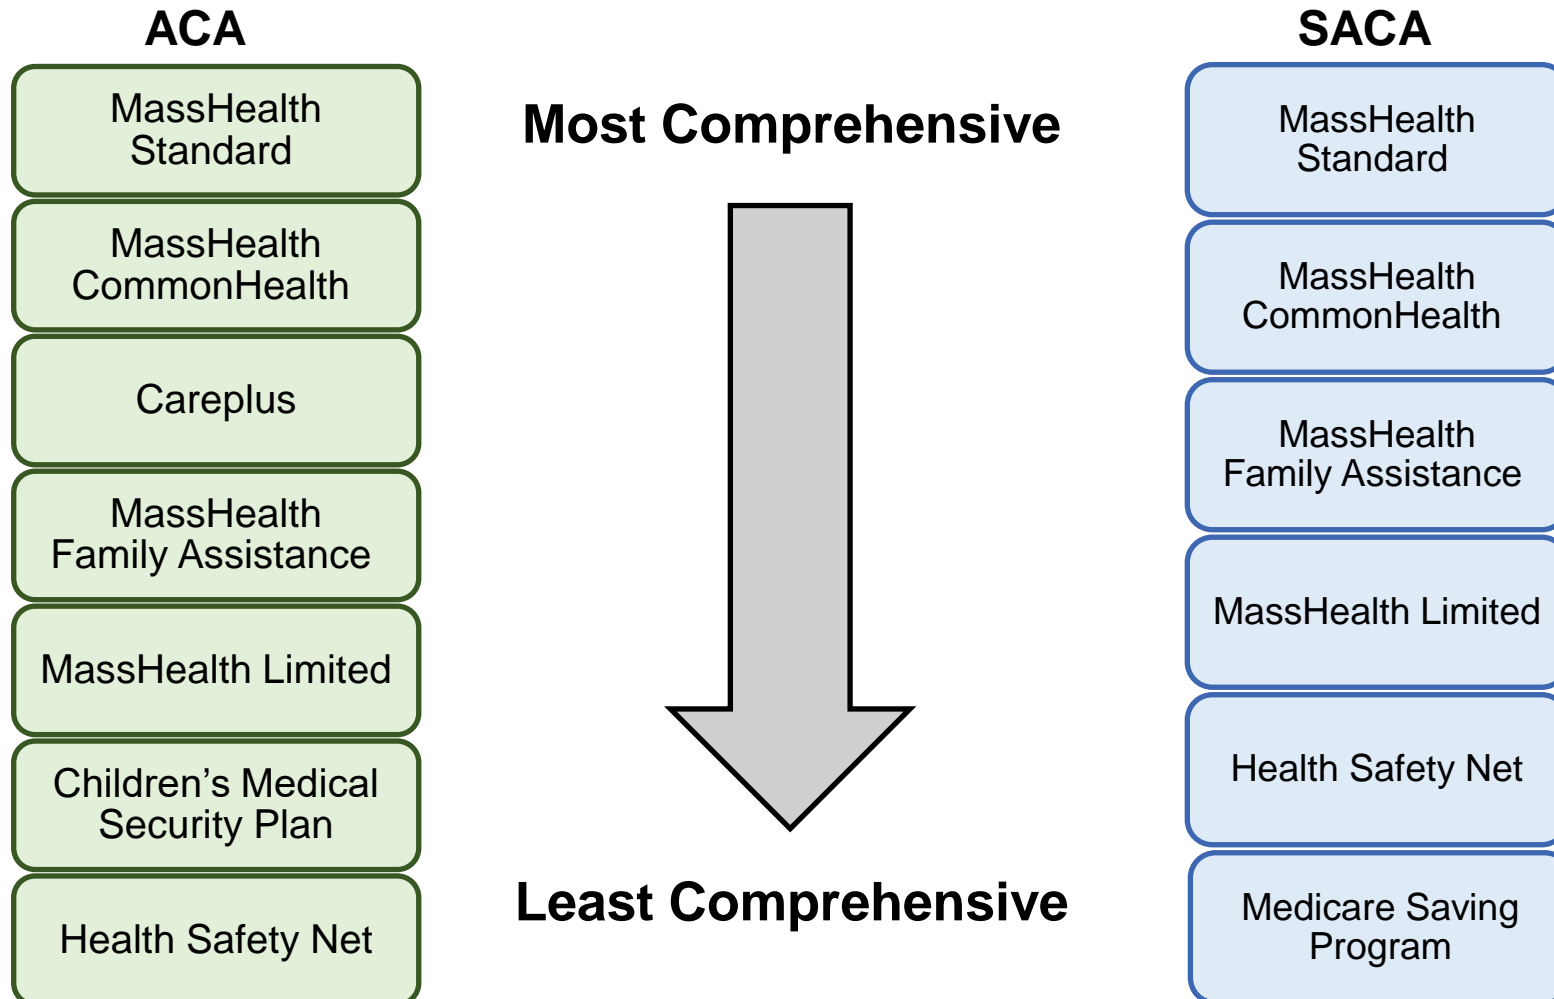 ACA
MassHealth
Standard
MassHealth
CommonHealth
Careplus
MassHealth
Family Assistance
MassHealth Limited
Children’s Medical
Security Plan
Health Safety Net
Most Comprehensive
Least Comprehensive
SACA
MassHealth
Standard
MassHealth
CommonHealth
MassHealth
Family Assistance
MassHealth Limited
Health Safety Net
Medicare Saving
Program